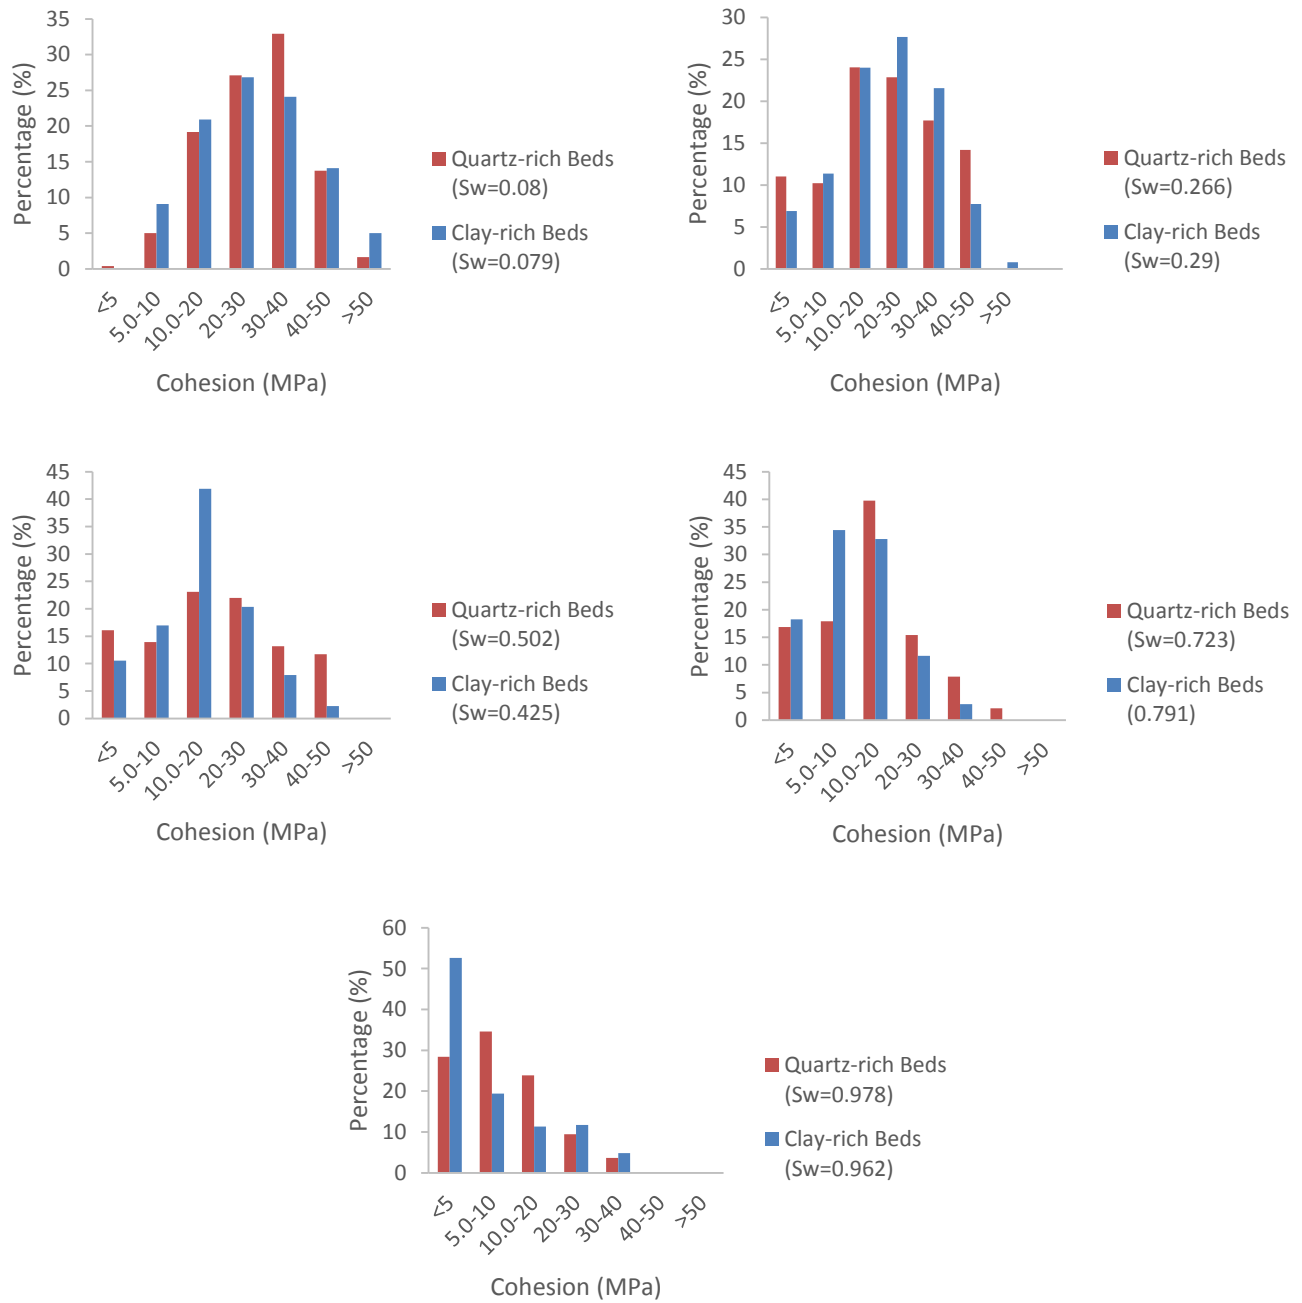 Percentage (%)
35
30
25
20
15
10
5
0
<5
5.0-10
10.0-20
20-30
30-40
40-50
>50
Cohesion (MPa)
Quartz-rich Beds
(Sw=0.08)
Clay-rich Beds
(Sw=0.079)
Percentage (%)
30
25
20
15
10
5
0
<5
5.0-10
10.0-20
20-30
30-40
40-50
>50
Cohesion (MPa)
Quartz-rich Beds
(Sw=0.266)
Clay-rich Beds
(Sw=0.29)
Percentage (%)
45
40
35
30
25
20
15
10
5
0
<5
5.0-10
10.0-20
20-30
30-40
40-50
>50
Cohesion (MPa)
Quartz-rich Beds
(Sw=0.502)
Clay-rich Beds
(Sw=0.425)
Percentage (%)
45
40
35
30
25
20
15
10
5
0
<5
5.0-10
10.0-20
20-30
30-40
40-50
>50
Cohesion (MPa)
Quartz-rich Beds
(Sw=0.723)
Clay-rich Beds
(0.791)
Percentage (%)
60
50
40
30
20
10
0
<5
5.0-10
10.0-20
20-30
30-40
40-50
>50
Cohesion (MPa)
Quartz-rich Beds
(Sw=0.978)
Clay-rich Beds
(Sw=0.962)